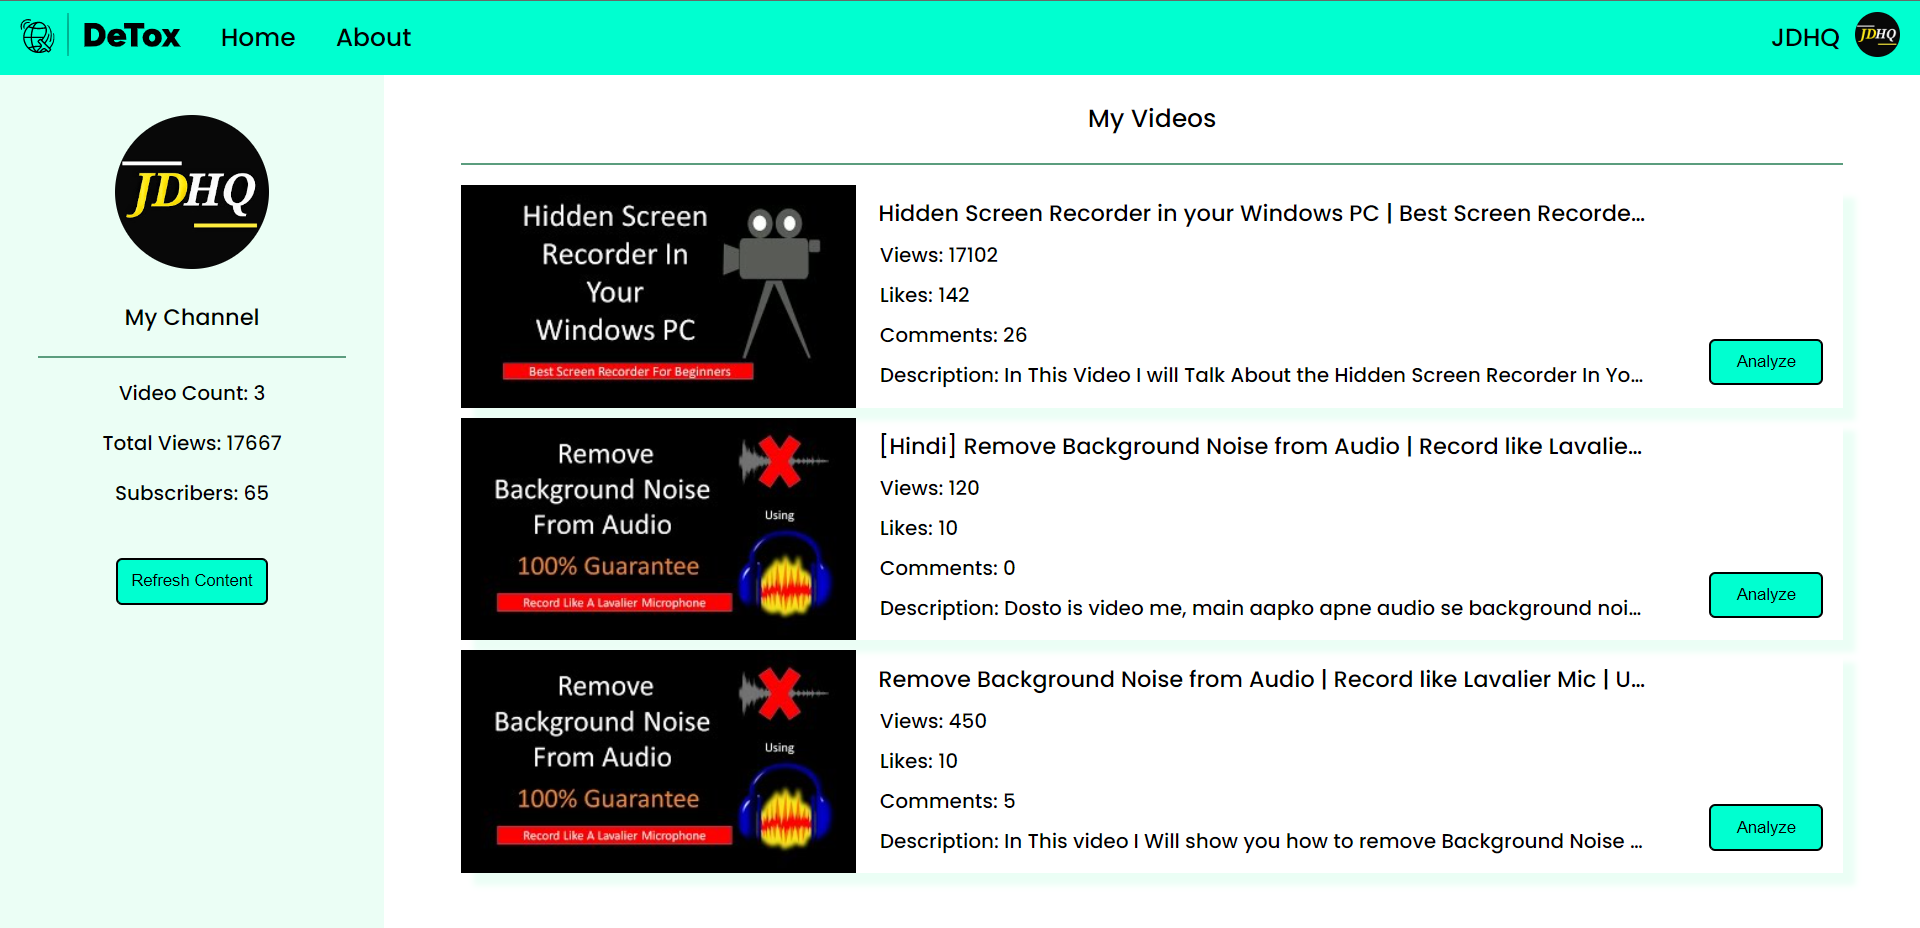 DeTox
Home
About
JDHQ
JDHQ
JDHQ
My Channel
Video Count: 3
Total Views: 17667
Subscribers: 65
Refresh Content
My Videos
Hidden Screen
Recorder In
Your
Windows PC
Best Screen Recorder For Beginners
Hidden Screen Recorder in your Windows PC | Best Screen Recorde...
Views: 17102
Likes: 142
Comments: 26
Description: In This Video I will Talk About the Hidden Screen Recorder In Yo...
Analyze
Remove
Background Noise
From Audio
100% Guarantee
Record Like A Lavalier Microphone
Using
[Hindi] Remove Background Noise from Audio | Record like Lavalie...
Views: 120
Likes: 10
Comments: 0
Description: Dosto is video me, main aapko apne audio se background noi...
Analyze
Remove
Background Noise
From Audio
100% Guarantee
Record Like A Lavalier Microphone
Using
Remove Background Noise from Audio | Record like Lavalier Mic | U...
Views: 450
Likes: 10
Comments: 5
Description: In This video I Will show you how to remove Background Noise ...
Analyze